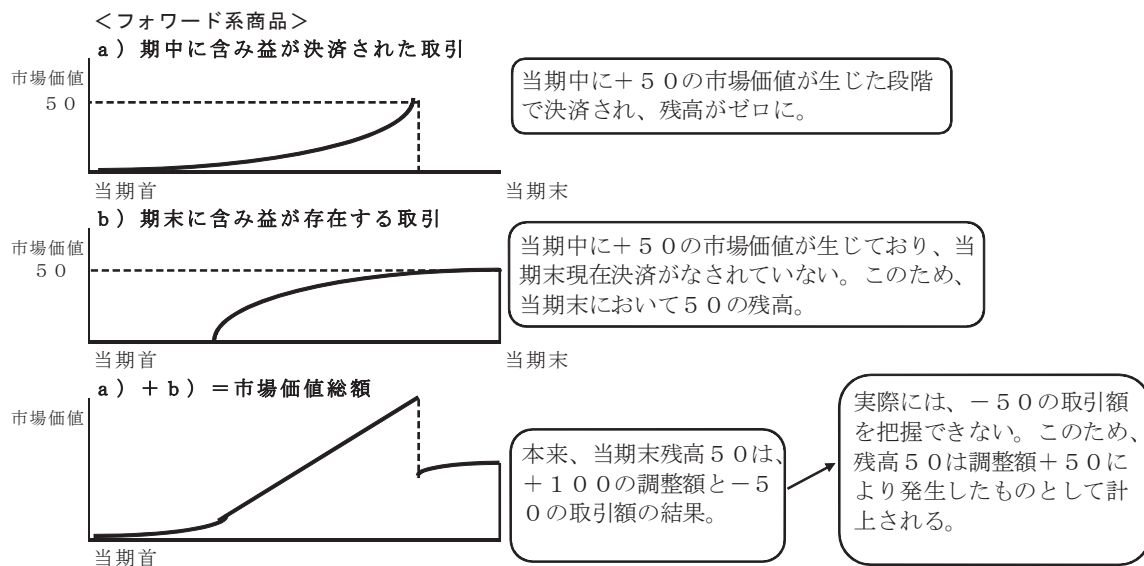 ＜フォワード系商品＞
ａ）期中に含み益が決済された取引
市場価値
５０
当期中に＋５０の市場価値が生じた段階
で決済され、残高がゼロに。
当期首
当期末
ｂ）期末に含み益が存在する取引
市場価値
５０
当期中に＋５０の市場価値が生じており、当
期末現在決済がなされていない。このため、
当期末において５０の残高。
当期首
当期末
ａ）＋ｂ）＝市場価値総額
市場価値
本来、当期末残高５０は、
＋１００の調整額と－５
０の取引額の結果。
実際には、－５０の取引額
を把握できない。このため、
残高５０は調整額＋５０に
より発生したものとして計
上される。
当期首